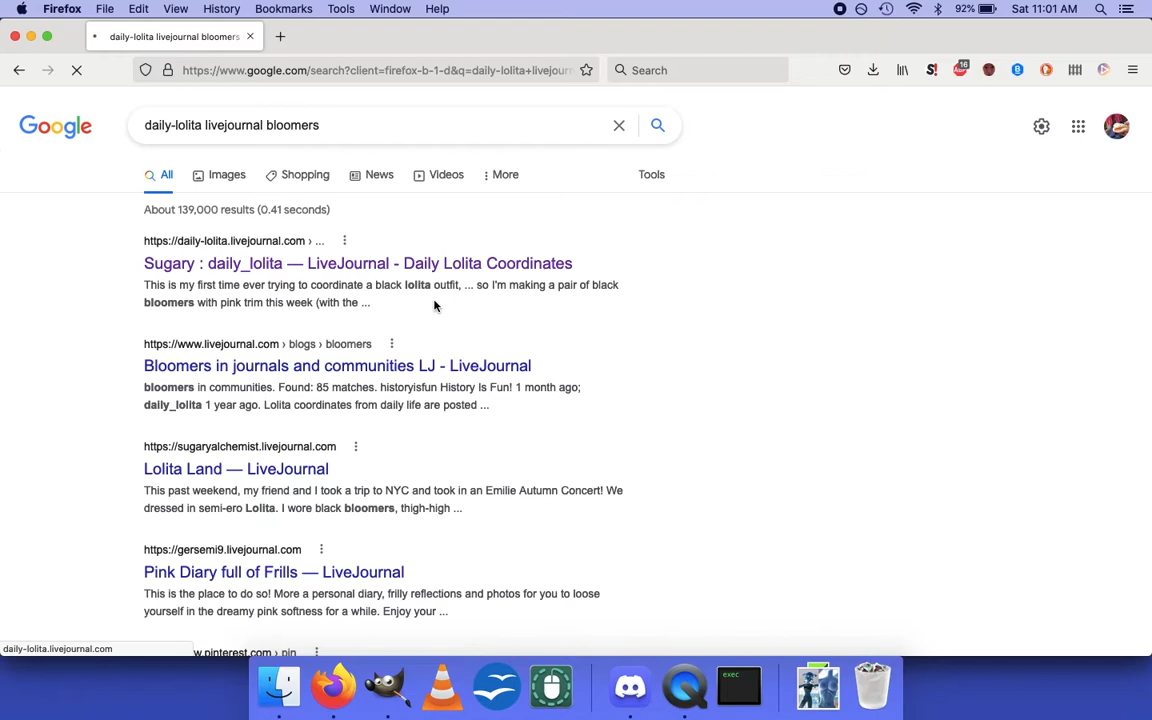 Firefox File Edit View History Bookmarks Tools Window Help 92% Sat 11:01 AM
daily-lolita livejournal bloomers
https://www.google.com/search?client=firefox-b-1-d&q=daily-lolita+livejour Search S! 16
Google daily-lolita livejournal bloomers
All Images Shopping News Videos More Tools
About 139,000 results (0.41 seconds)
https://daily-lolita.livejournal.com › ...
Sugary : daily_lolita — LiveJournal - Daily Lolita Coordinates
This is my first time ever trying to coordinate a black lolita outfit, ... so I'm making a pair of black
bloomers with pink trim this week (with the ...
https://www.livejournal.com › blogs › bloomers
Bloomers in journals and communities LJ - LiveJournal
bloomers in communities. Found: 85 matches. historyisfun History Is Fun! 1 month ago;
daily_lolita 1 year ago. Lolita coordinates from daily life are posted ...
https://sugaryalchemist.livejournal.com
Lolita Land — LiveJournal
This past weekend, my friend and I took a trip to NYC and took in an Emilie Autumn Concert! We
dressed in semi-ero Lolita. I wore black bloomers, thigh-high ...
https://gersemi9.livejournal.com
Pink Diary full of Frills — LiveJournal
This is the place to do so! More a personal diary, frilly reflections and photos for you to loose
yourself in the dreamy pink softness for a while. Enjoy your ...
daily-lolita.livejournal.com w.pinterest.com › pin
exec